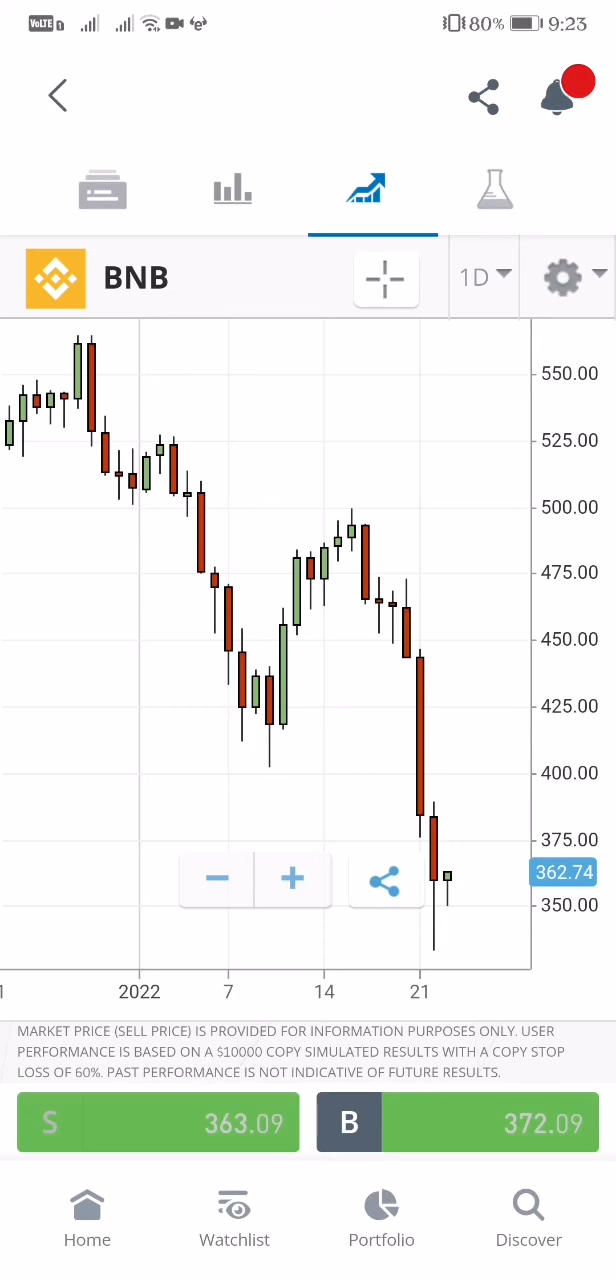 VoLTE 1 80% 9:23
BNB 1D
550.00
525.00
500.00
475.00
450.00
425.00
400.00
375.00
362.74
350.00
1 2022 7 14 21
MARKET PRICE (SELL PRICE) IS PROVIDED FOR INFORMATION PURPOSES ONLY. USER
PERFORMANCE IS BASED ON A $10000 COPY SIMULATED RESULTS WITH A COPY STOP
LOSS OF 60%. PAST PERFORMANCE IS NOT INDICATIVE OF FUTURE RESULTS.
S 363.09 B 372.09
Home Watchlist Portfolio Discover